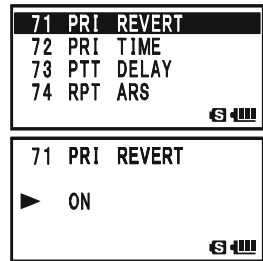 71 PRI REVERT
72 PRI TIME
73 PTT DELAY
74 RPT ARS
S
71 PRI REVERT
ON
S